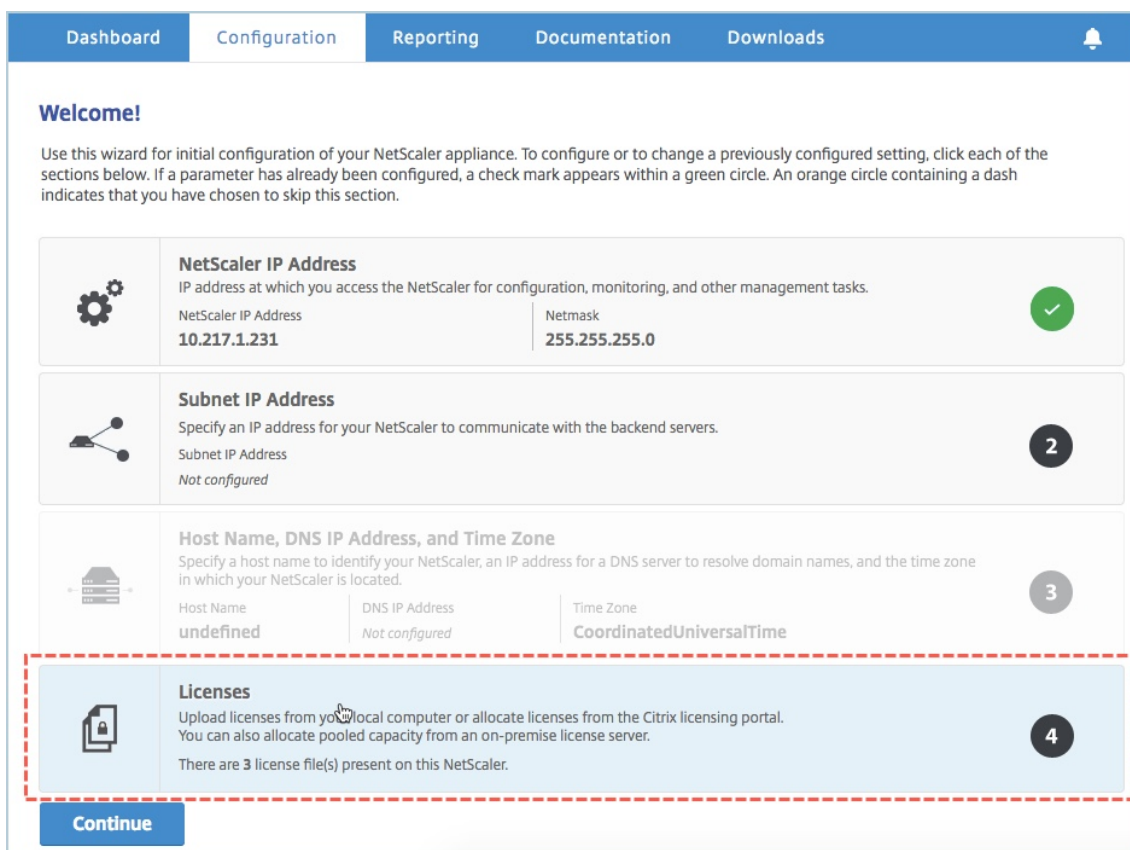 Dashboard Configuration Reporting Documentation Downloads
Welcome!
Use this wizard for initial configuration of your NetScaler appliance. To configure or to change a previously configured setting, click each of the
sections below. If a parameter has already been configured, a check mark appears within a green circle. An orange circle containing a dash
indicates that you have chosen to skip this section.
NetScaler IP Address
IP address at which you access the NetScaler for configuration, monitoring, and other management tasks.
NetScaler IP Address Netmask
10.217.1.231 255.255.255.0
Subnet IP Address
Specify an IP address for your NetScaler to communicate with the backend servers.
Subnet IP Address
Not configured
2
Host Name, DNS IP Address, and Time Zone
Specify a host name to identify your NetScaler, an IP address for a DNS server to resolve domain names, and the time zone
in which your NetScaler is located.
Host Name DNS IP Address Time Zone
undefined Not configured CoordinatedUniversalTime
3
Licenses
Upload licenses from your local computer or allocate licenses from the Citrix licensing portal.
You can also allocate pooled capacity from an on-premise license server.
There are 3 license file(s) present on this NetScaler.
4
Continue